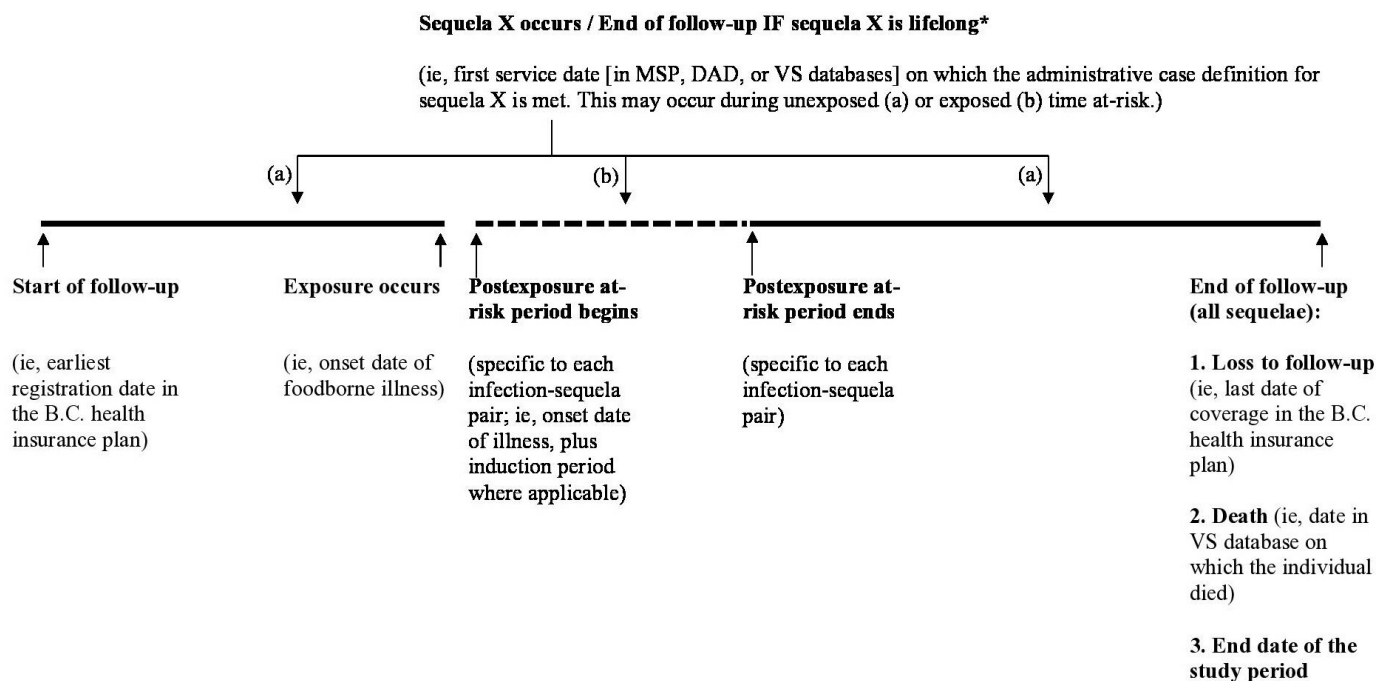 Sequela X occurs / End of follow-up IF sequela X is lifelong*
(ie, first service date [in MSP, DAD, or VS databases] on which the administrative case definition for
sequela X is met. This may occur during unexposed (a) or exposed (b) time at-risk.)
(a)
(b)
(a)
Start of follow-up
(ie, earliest
registration date in
the B.C. health
insurance plan)
Exposure occurs
(ie, onset date of
foodborne illness)
Postexposure at-
risk period begins
(specific to each
infection-sequela
pair; ie, onset date
of illness, plus
induction period
where applicable)
Postexposure at-
risk period ends
(specific to each
infection-sequela
pair)
End of follow-up
(all sequelae):
1. Loss to follow-up
(ie, last date of
coverage in the B.C.
health insurance
plan)
2. Death (ie, date in
VS database on
which the individual
died)
3. End date of the
study period